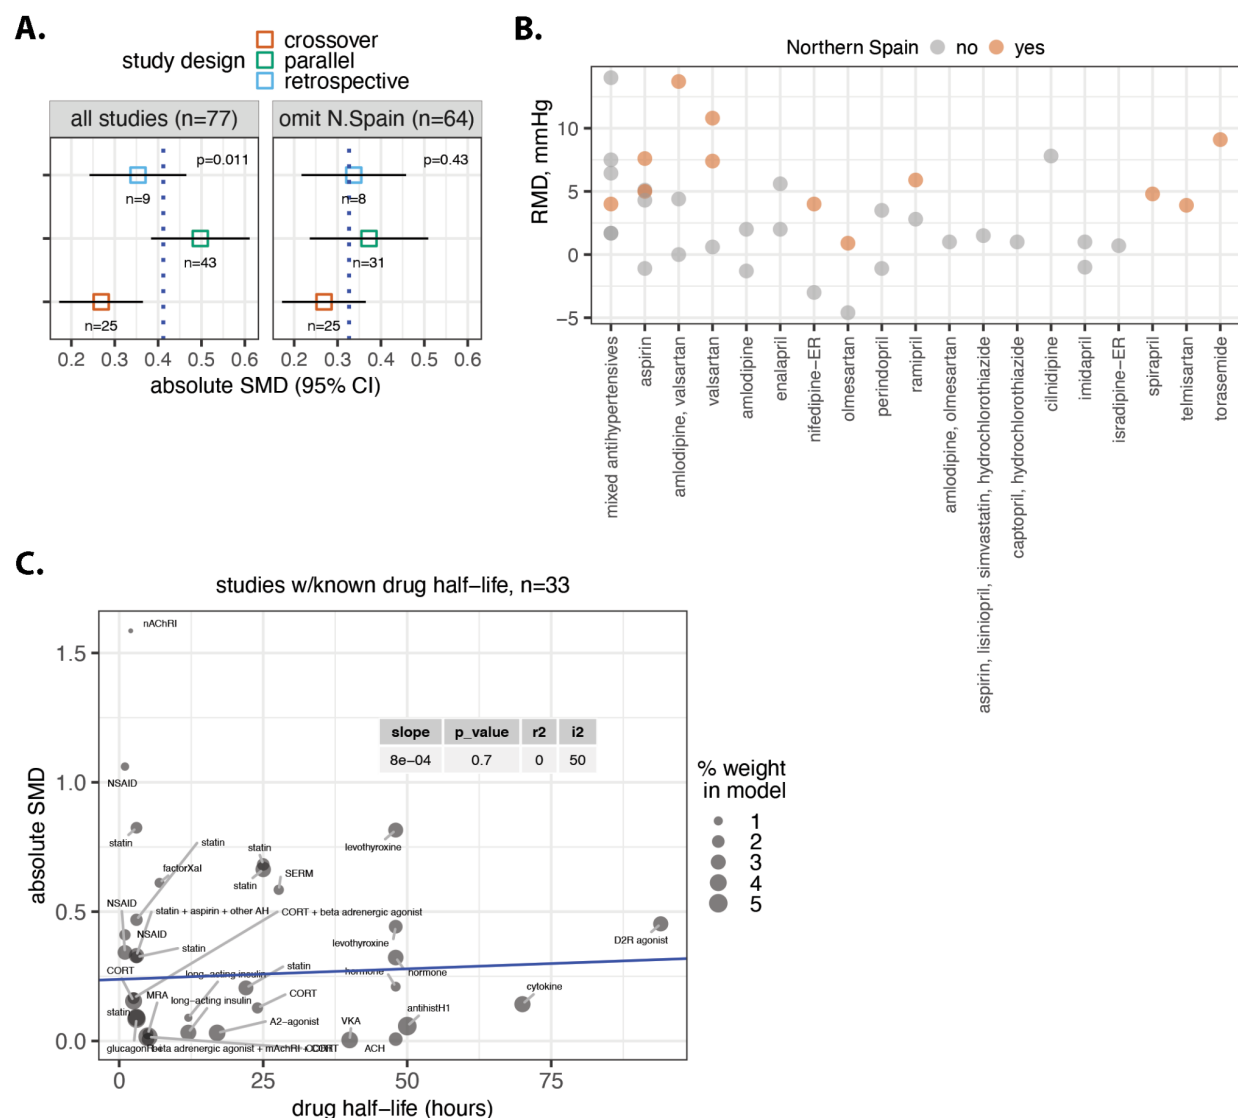 A.
study design
crossover
parallel
retrospective
all studies (n=77)
omit N.Spain (n=64)
p=0.011
n=9
n=43
n=25
p=0.43
n=8
n=31
n=25
0.2 0.3 0.4 0.5 0.6
0.2 0.3 0.4 0.5 0.6
absolute SMD (95% CI)
B.
Northern Spain no yes
RMD, mmHg
10
5
0
−5
mixed antihypertensives
aspirin
amlodipine, valsartan
valsartan
amlodipine
enalapril
nifedipine−ER
olmesartan
perindopril
ramipril
amlodipine, olmesartan
aspirin, lisiniopril, simvastatin, hydrochlorothiazide
captopril, hydrochlorothiazide
cilnidipine
imidapril
isradipine−ER
spirapril
telmisartan
torasemide
C.
studies w/known drug half−life, n=33
absolute SMD
1.5
1.0
0.5
0.0
nAChRI
slope p_value r2 i2
8e−04 0.7 0 50
NSAID
statin
statin
statin
levothyroxine
factorXaI
statin
SERM
NSAID
statin + aspirin + other AH
CORT + beta adrenergic agonist
NSAID
statin
levothyroxine
D2R agonist
CORT
long−acting insulin
statin
hormone
hormone
MRA
long−acting insulin
CORT
cytokine
statin
A2−agonist
VKA
antihistH1
beta adrenergic agonist + mAchRI + CORT
ACH
0 25 50 75
drug half−life (hours)
% weight
in model
1
2
3
4
5